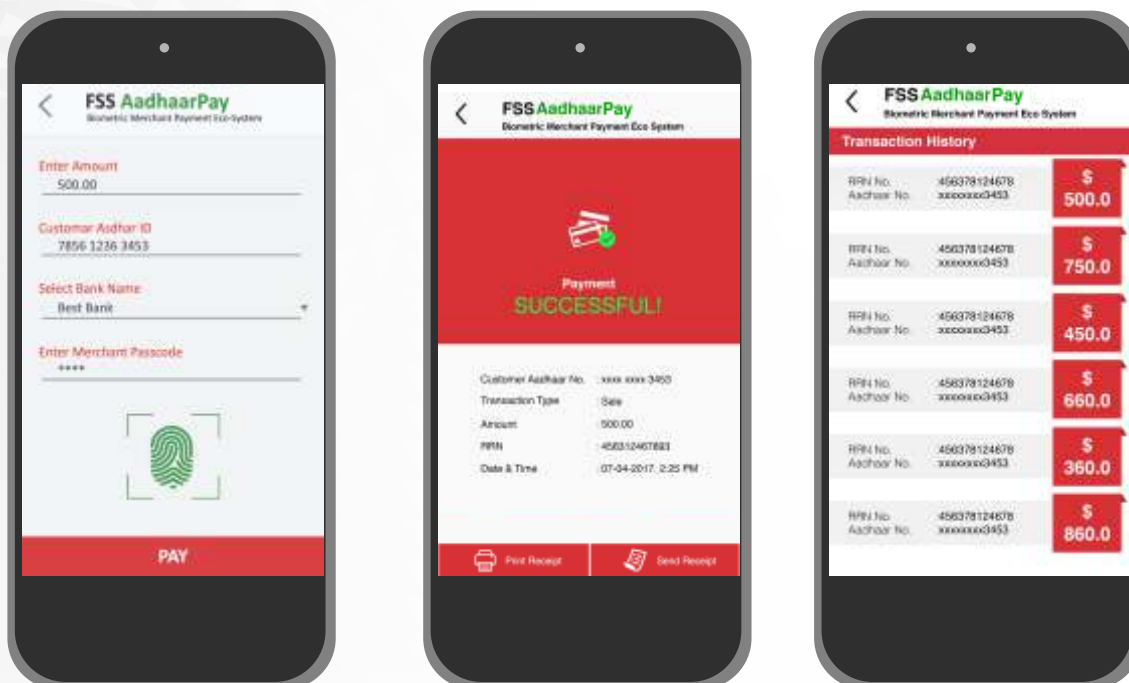 FSS AadhaarPay
Biometric Merchant Payment Eco-System
Enter Amount
500.00
Customar Asdhar ID
7856 1236 3453
Select Bank Name
Best Bank
Enter Merchant Passcode
****
PAY
FSS AadhaarPay
Biometric Merchant Payment Eco System
Payment
SUCCESSFUL!
Customer Aadhaar No. : xxxx xxxx 3453
Transaction Type : Sale
Amount : 500.00
RRN : 456312467893
Date & Time : 07-04-2017, 2:25 PM
Print Receipt
Send Receipt
FSS AadhaarPay
Biometric Merchant Payment Eco System
Transaction History
RRN No. :456378124678
Aadhaar No. xxxxxxxx3453
$
500.0
RRN No. :456378124678
Aadhaar No. xxxxxxxx3453
$
750.0
RRN No. :456378124678
Aadhaar No. xxxxxxxx3453
$
450.0
RRN No. :456378124678
Aadhaar No. xxxxxxxx3453
$
660.0
RRN No. :456378124678
Aadhaar No. xxxxxxxx3453
$
360.0
RRN No. :456378124678
Aadhaar No. xxxxxxxx3453
$
860.0